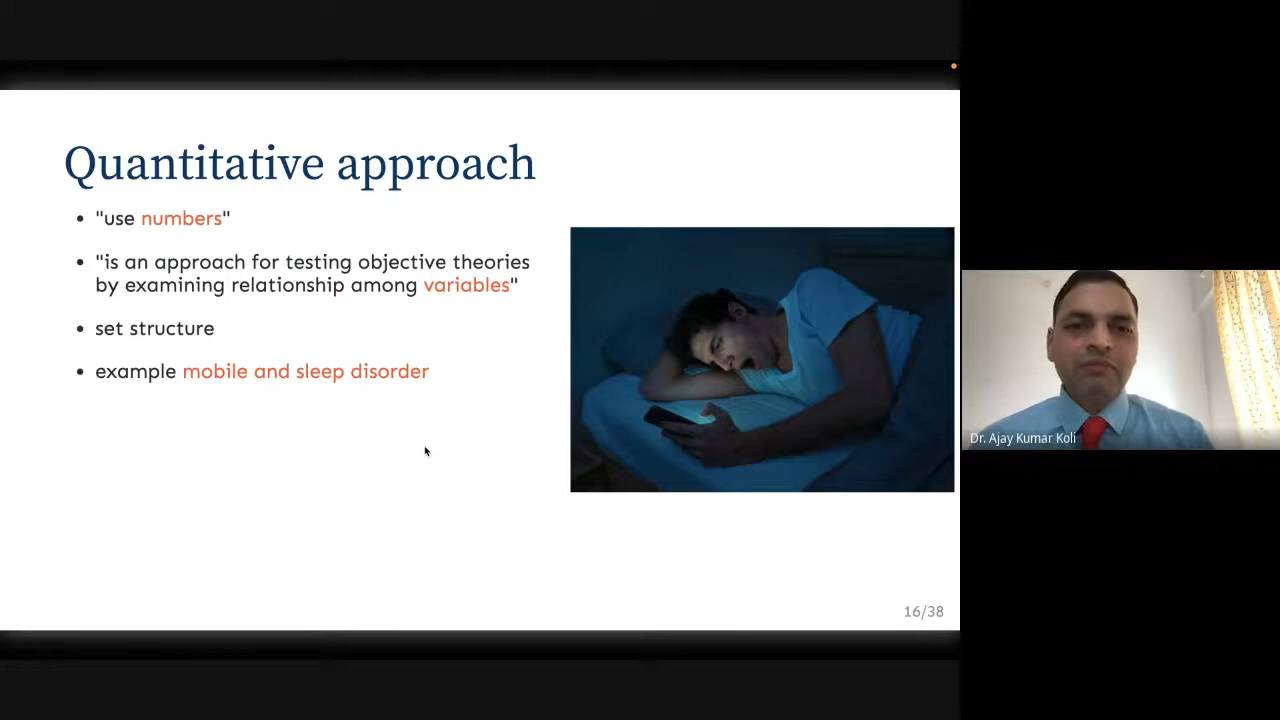 Quantitative approach
• "use numbers"
• "is an approach for testing objective theories
by examining relationship among variables"
• set structure
• example mobile and sleep disorder
Dr. Ajay Kumar Koli
16/38